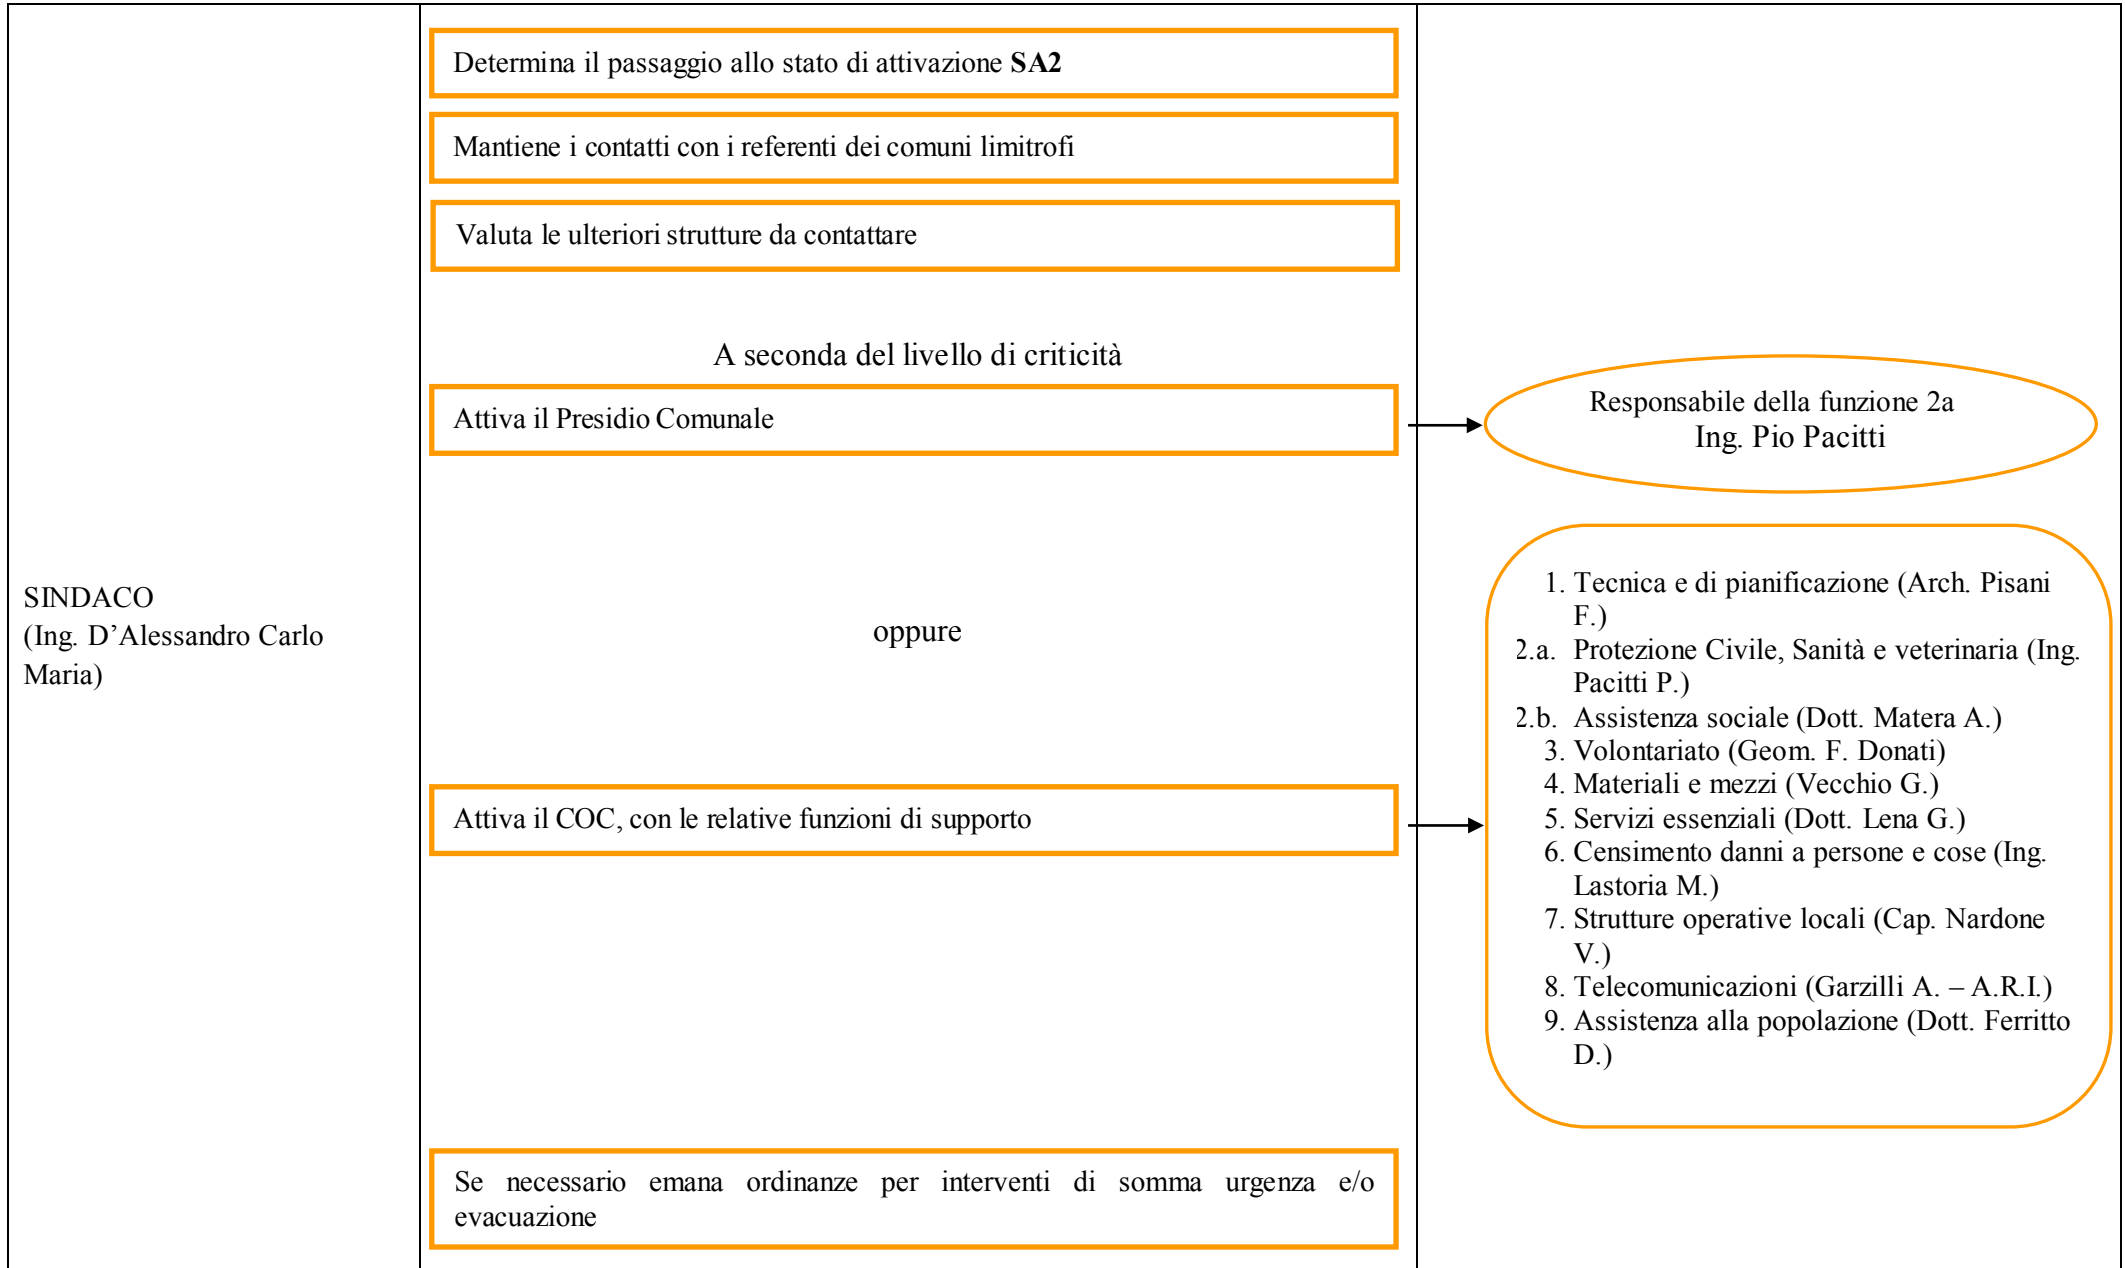 SINDACO
(Ing. D’Alessandro Carlo
Maria)
Determina il passaggio allo stato di attivazione SA2
Mantiene i contatti con i referenti dei comuni limitrofi
Valuta le ulteriori strutture da contattare
A seconda del livello di criticità
Attiva il Presidio Comunale
oppure
Attiva il COC, con le relative funzioni di supporto
Se necessario emana ordinanze per interventi di somma urgenza e/o
evacuazione
Responsabile della funzione 2a
Ing. Pio Pacitti
1. Tecnica e di pianificazione (Arch. Pisani
F.)
2.a. Protezione Civile, Sanità e veterinaria (Ing.
Pacitti P.)
2.b. Assistenza sociale (Dott. Matera A.)
3. Volontariato (Geom. F. Donati)
4. Materiali e mezzi (Vecchio G.)
5. Servizi essenziali (Dott. Lena G.)
6. Censimento danni a persone e cose (Ing.
Lastoria M.)
7. Strutture operative locali (Cap. Nardone
V.)
8. Telecomunicazioni (Garzilli A. – A.R.I.)
9. Assistenza alla popolazione (Dott. Ferritto
D.)